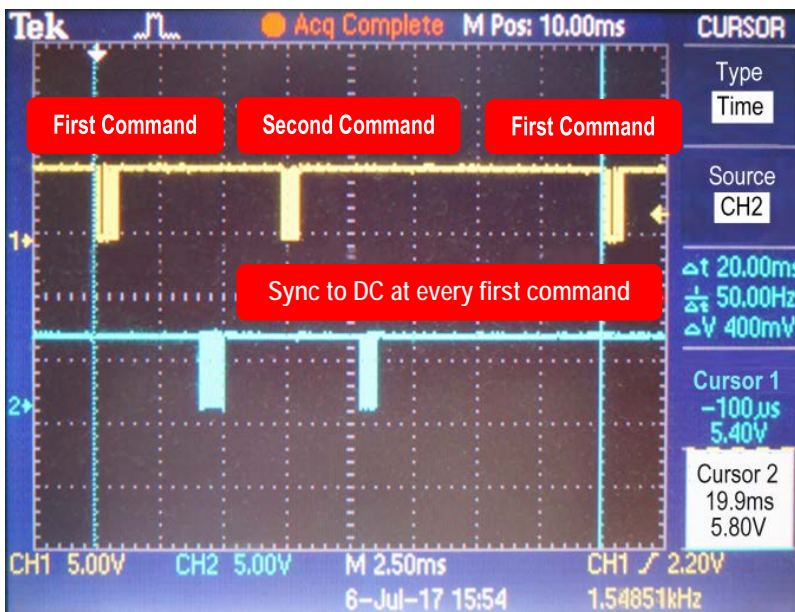 Tek Acq Complete M Pos: 10.00ms CURSOR
Type
Time
First Command Second Command First Command
Source
CH2
1
Sync to DC at every first command
Δt 20.00ms
1/Δt 50.00Hz
ΔV 400mV
Cursor 1
-100µs
5.40V
2
Cursor 2
19.9ms
5.80V
CH1 5.00V CH2 5.00V M 2.50ms CH1 / 2.20V
6-Jul-17 15:54 1.54851kHz